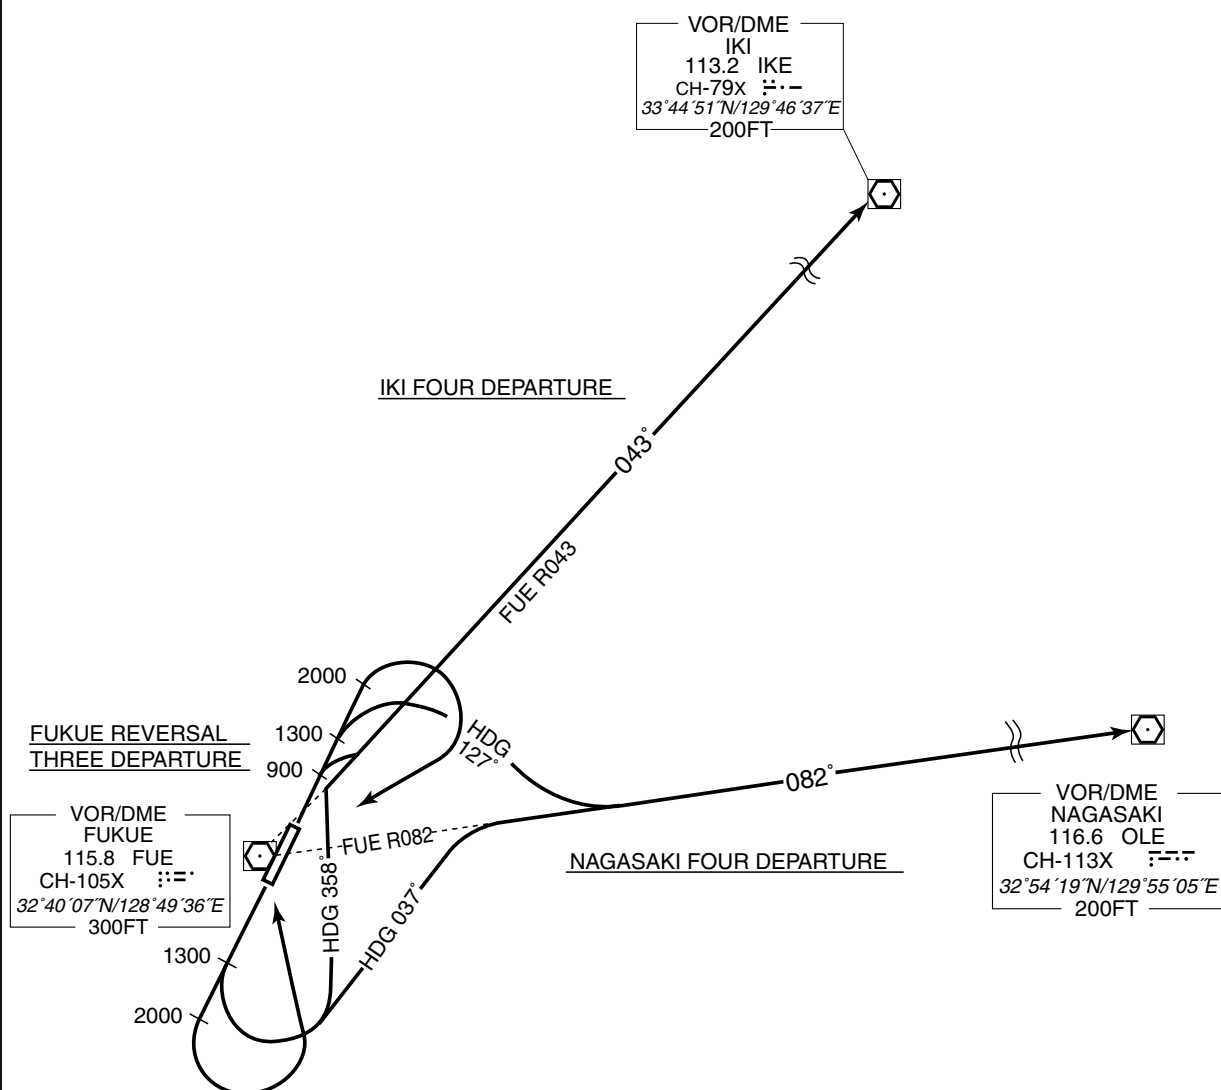 VOR/DME
IKI
113.2 IKE
CH-79X
33°44´51˝N/129°46´37˝E
200FT
IKI FOUR DEPARTURE
043°
FUE R043
2000
1300
900
FUKUE REVERSAL
THREE DEPARTURE
HDG
127°
082°
VOR/DME
FUKUE
115.8 FUE
CH-105X
32°40´07˝N/128°49´36˝E
300FT
FUE R082
HDG 358°
HDG 037°
NAGASAKI FOUR DEPARTURE
VOR/DME
NAGASAKI
116.6 OLE
CH-113X
32°54´19˝N/129°55´05˝E
200FT
1300
2000